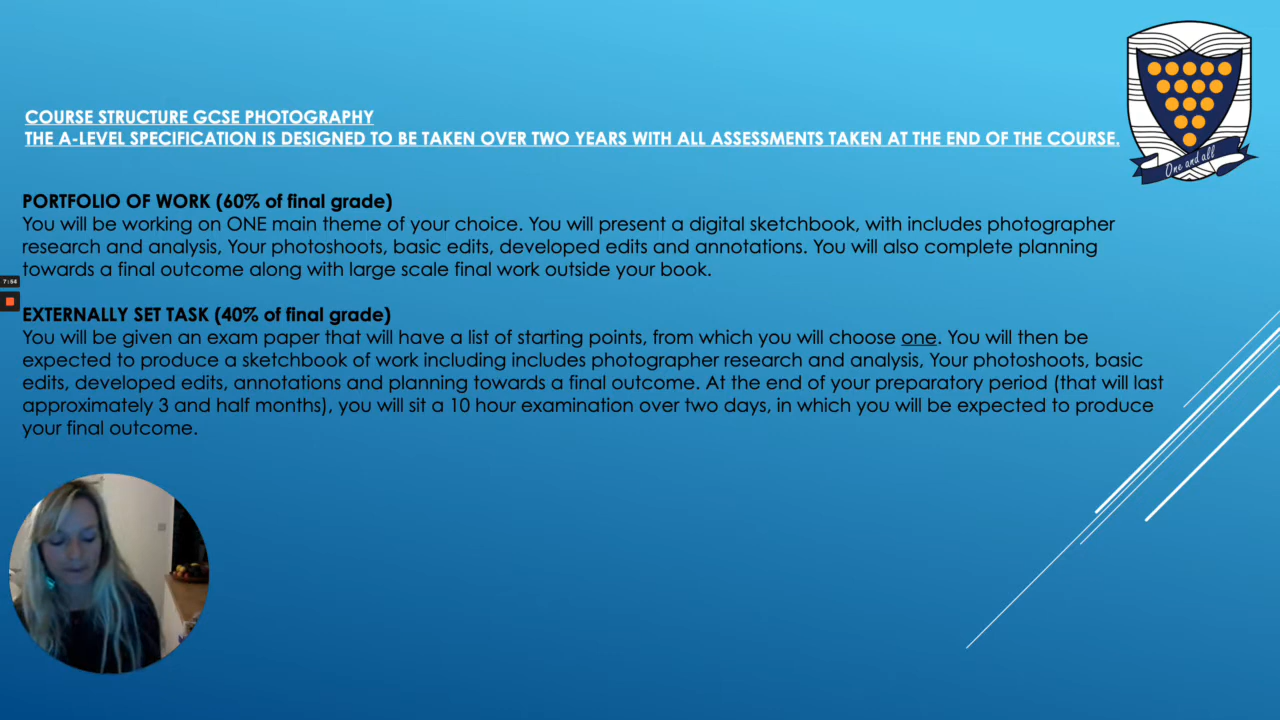 COURSE STRUCTURE GCSE PHOTOGRAPHY
THE A-LEVEL SPECIFICATION IS DESIGNED TO BE TAKEN OVER TWO YEARS WITH ALL ASSESSMENTS TAKEN AT THE END OF THE COURSE.
One and all
PORTFOLIO OF WORK (60% of final grade)
You will be working on ONE main theme of your choice. You will present a digital sketchbook, with includes photographer
research and analysis, Your photoshoots, basic edits, developed edits and annotations. You will also complete planning
towards a final outcome along with large scale final work outside your book.
7:54
EXTERNALLY SET TASK (40% of final grade)
You will be given an exam paper that will have a list of starting points, from which you will choose one. You will then be
expected to produce a sketchbook of work including includes photographer research and analysis, Your photoshoots, basic
edits, developed edits, annotations and planning towards a final outcome. At the end of your preparatory period (that will last
approximately 3 and half months), you will sit a 10 hour examination over two days, in which you will be expected to produce
your final outcome.